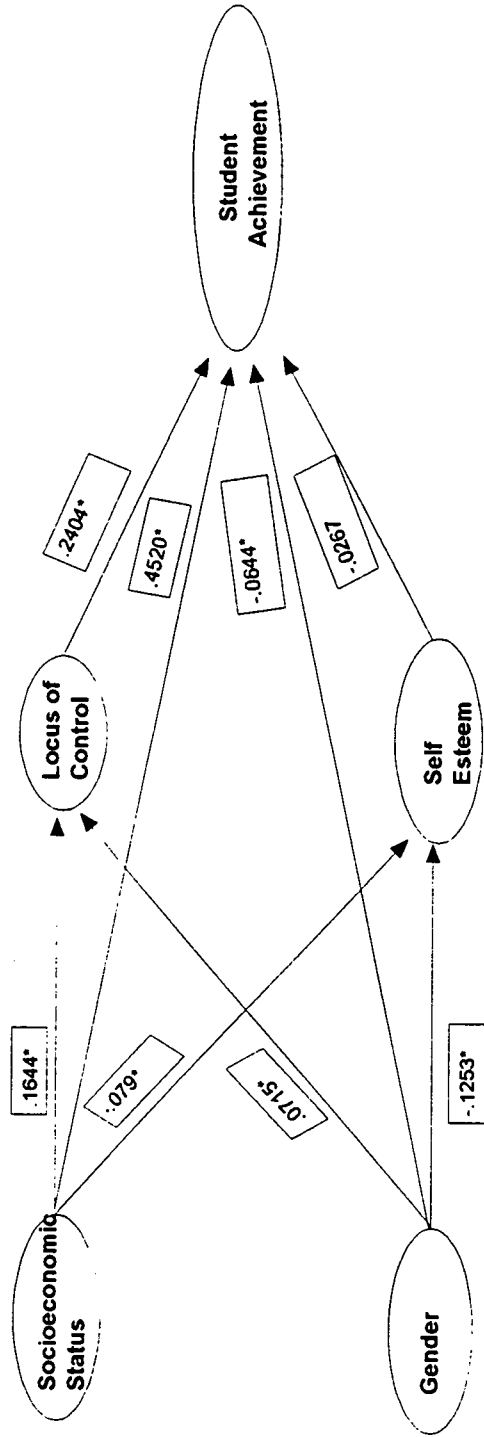 .1644*
.2404*
Socioeconomic
Status
Locus of
Control
.4520*
.079*
Student
Achievement
.0715*
-.0644*
-.0267
Gender
-.1253*
Self
Esteem